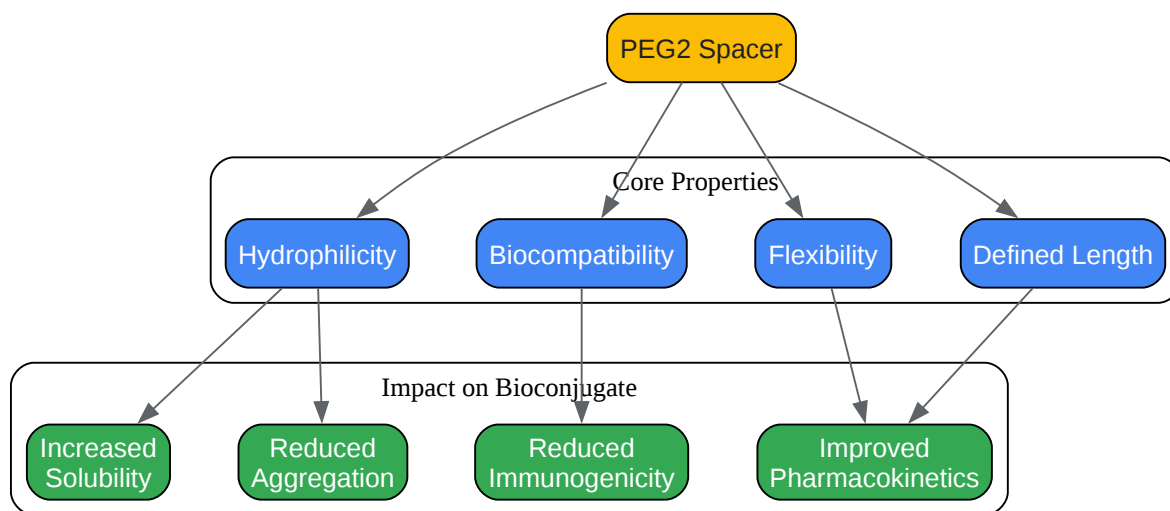 PEG2 Spacer
Core Properties
Hydrophilicity
Biocompatibility
Flexibility
Defined Length
Impact on Bioconjugate
Increased
Solubility
Reduced
Aggregation
Reduced
Immunogenicity
Improved
Pharmacokinetics